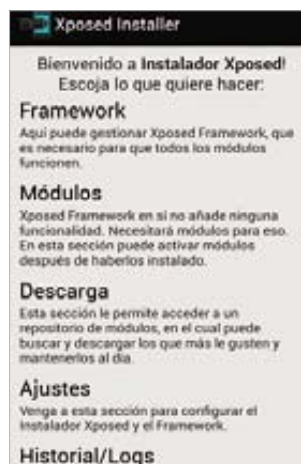 Xposed Installer
Bienvenido a Instalador Xposed!
Escoja lo que quiere hacer:
Framework
Aquí puede gestionar Xposed Framework, que
es necesario para que todos los módulos
funcionen.
Módulos
Xposed Framework en si no añade ninguna
funcionalidad. Necesitará módulos para eso.
En esta sección puede activar módulos
después de haberlos instalado.
Descarga
Esta sección le permite acceder a un
repositorio de módulos, en el cual puede
buscar y descargar los que más le gusten y
mantenerlos al día.
Ajustes
Venga a esta sección para configurar el
Instalador Xposed y el Framework.
Historial/Logs